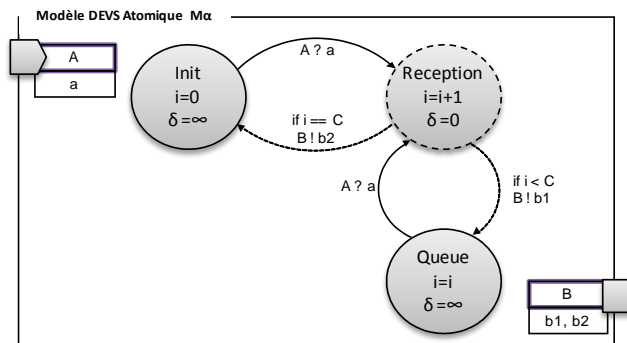 Modèle DEVS Atomique Mα
A
a
Init
i=0
δ=∞
A ? a
Reception
i=i+1
δ=0
if i == C
B ! b2
A ? a
if i < C
B ! b1
Queue
i=i
δ=∞
B
b1, b2